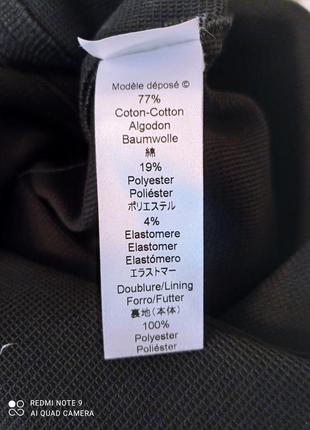 Modèle déposé ©
77%
Coton-Cotton
Algodon
Baumwolle
綿
19%
Polyester
Poliéster
ポリエステル
4%
Elastomere
Elastomer
Elastómero
エラストマー
Doublure/Lining
Forro/Futter
裏地(本体)
100%
Polyester
Poliéster
REDMI NOTE 9
AI QUAD CAMERA